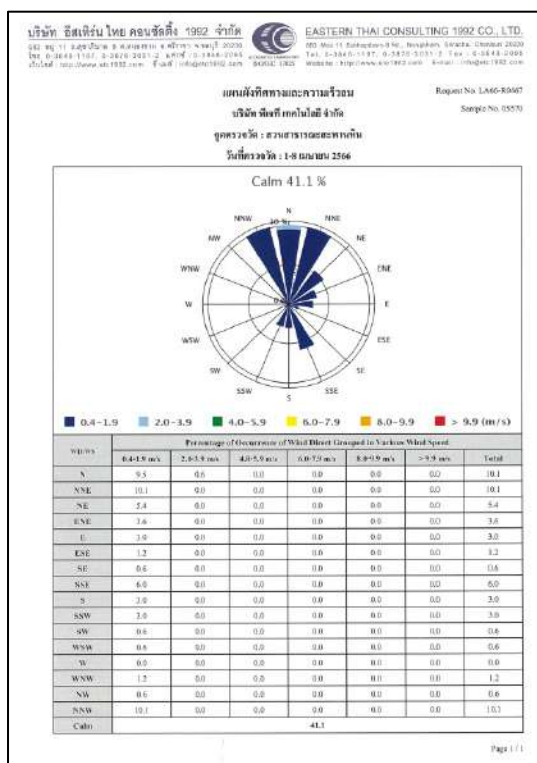 บริษัท อีสเทิร์น ไทย คอนซัลติ้ง 1992 จำกัด
EASTERN THAI CONSULTING 1992 CO., LTD.
แผนผังทิศทางและความเร็วลม
Request No. LA66-R0467
บริษัท พีเจที เทคโนโลยี จำกัด
Sample No. 05570
จุดตรวจวัด : สวนสาธารณะสะพานหิน
วันที่ตรวจวัด : 1-8 เมษายน 2566
Calm 41.1 %
N
NNW
NNE
NW
NE
WNW
ENE
W
E
WSW
ESE
SW
SE
SSW
SSE
S
0.4-1.9 2.0-3.9 4.0-5.9 6.0-7.9 8.0-9.9 > 9.9 (m/s)
WD/WS Percentage of Occurrence of Wind Direct Grouped in Various Wind Speed
0.4-1.9 m/s 2.0-3.9 m/s 4.0-5.9 m/s 6.0-7.9 m/s 8.0-9.9 m/s > 9.9 m/s Total
N 9.5 0.6 0.0 0.0 0.0 0.0 10.1
NNE 10.1 0.0 0.0 0.0 0.0 0.0 10.1
NE 5.4 0.0 0.0 0.0 0.0 0.0 5.4
ENE 3.6 0.0 0.0 0.0 0.0 0.0 3.6
E 3.0 0.0 0.0 0.0 0.0 0.0 3.0
ESE 1.2 0.0 0.0 0.0 0.0 0.0 1.2
SE 0.6 0.0 0.0 0.0 0.0 0.0 0.6
SSE 6.0 0.0 0.0 0.0 0.0 0.0 6.0
S 3.0 0.0 0.0 0.0 0.0 0.0 3.0
SSW 3.0 0.0 0.0 0.0 0.0 0.0 3.0
SW 0.6 0.0 0.0 0.0 0.0 0.0 0.6
WSW 0.6 0.0 0.0 0.0 0.0 0.0 0.6
W 0.0 0.0 0.0 0.0 0.0 0.0 0.0
WNW 1.2 0.0 0.0 0.0 0.0 0.0 1.2
NW 0.6 0.0 0.0 0.0 0.0 0.0 0.6
NNW 10.1 0.0 0.0 0.0 0.0 0.0 10.1
Calm 41.1
Page 1 / 1